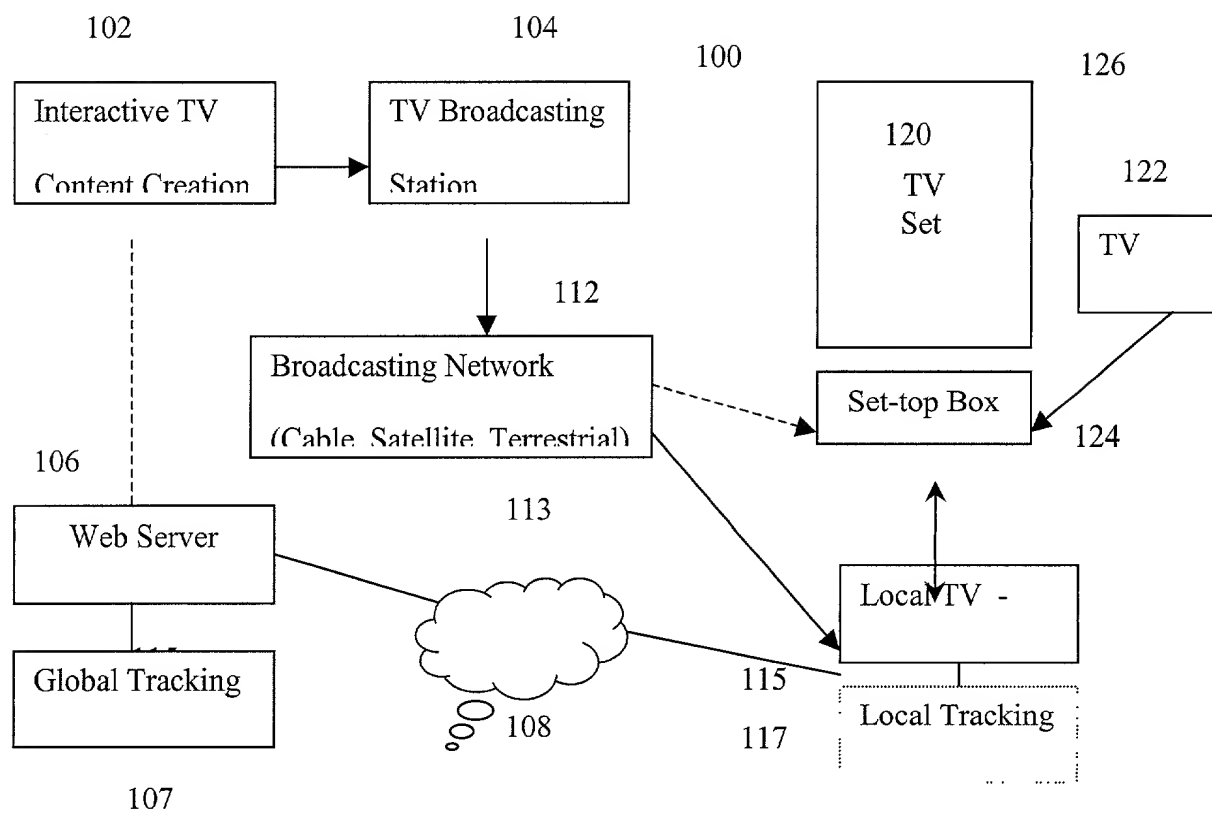 102
104
100
126
Interactive TV
Content Creation
TV Broadcasting
Station
120
TV
Set
122
TV
112
Broadcasting Network
(Cable Satellite Terrestrial)
Set-top Box
124
106
113
Web Server
Local TV -
Global Tracking
115
Local Tracking
108
117
107